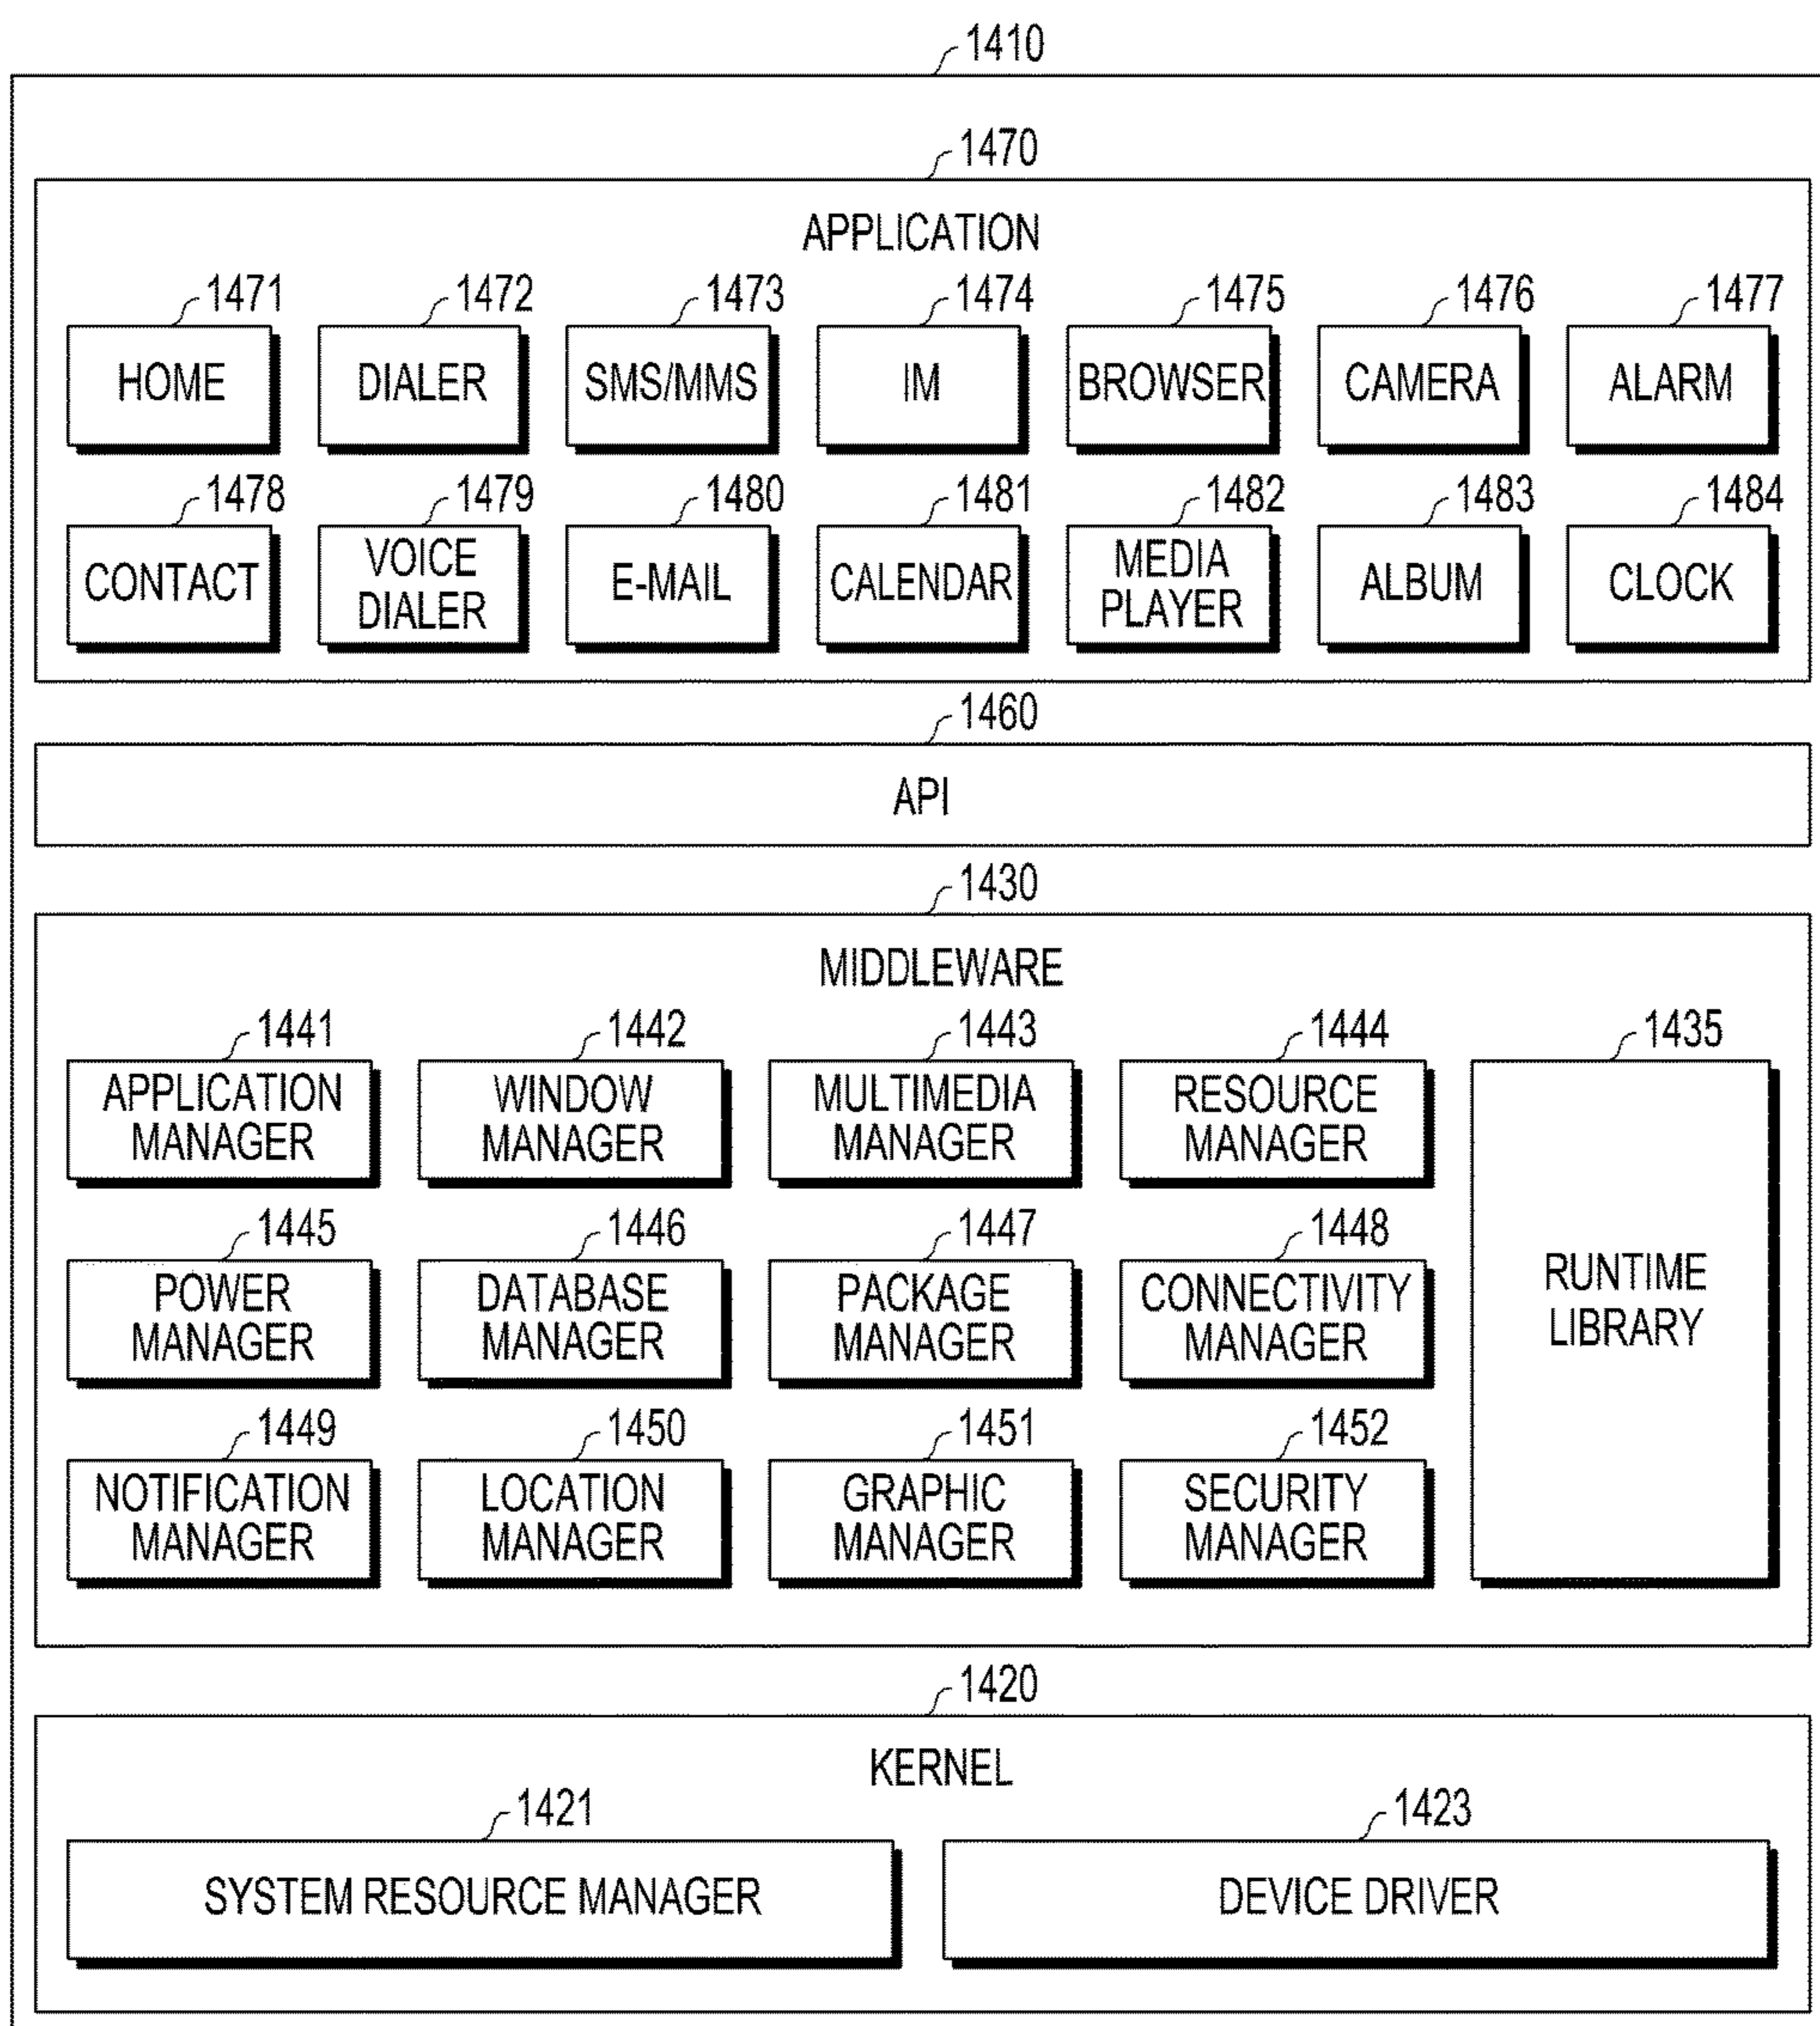 1410
1470
APPLICATION
1471 1472 1473 1474 1475 1476 1477
HOME DIALER SMS/MMS IM BROWSER CAMERA ALARM
1478 1479 1480 1481 1482 1483 1484
CONTACT VOICE DIALER E-MAIL CALENDAR MEDIA PLAYER ALBUM CLOCK
1460
API
1430
MIDDLEWARE
1441 1442 1443 1444 1435
APPLICATION MANAGER WINDOW MANAGER MULTIMEDIA MANAGER RESOURCE MANAGER
1445 1446 1447 1448
POWER MANAGER DATABASE MANAGER PACKAGE MANAGER CONNECTIVITY MANAGER RUNTIME LIBRARY
1449 1450 1451 1452
NOTIFICATION MANAGER LOCATION MANAGER GRAPHIC MANAGER SECURITY MANAGER
1420
KERNEL
1421 1423
SYSTEM RESOURCE MANAGER DEVICE DRIVER